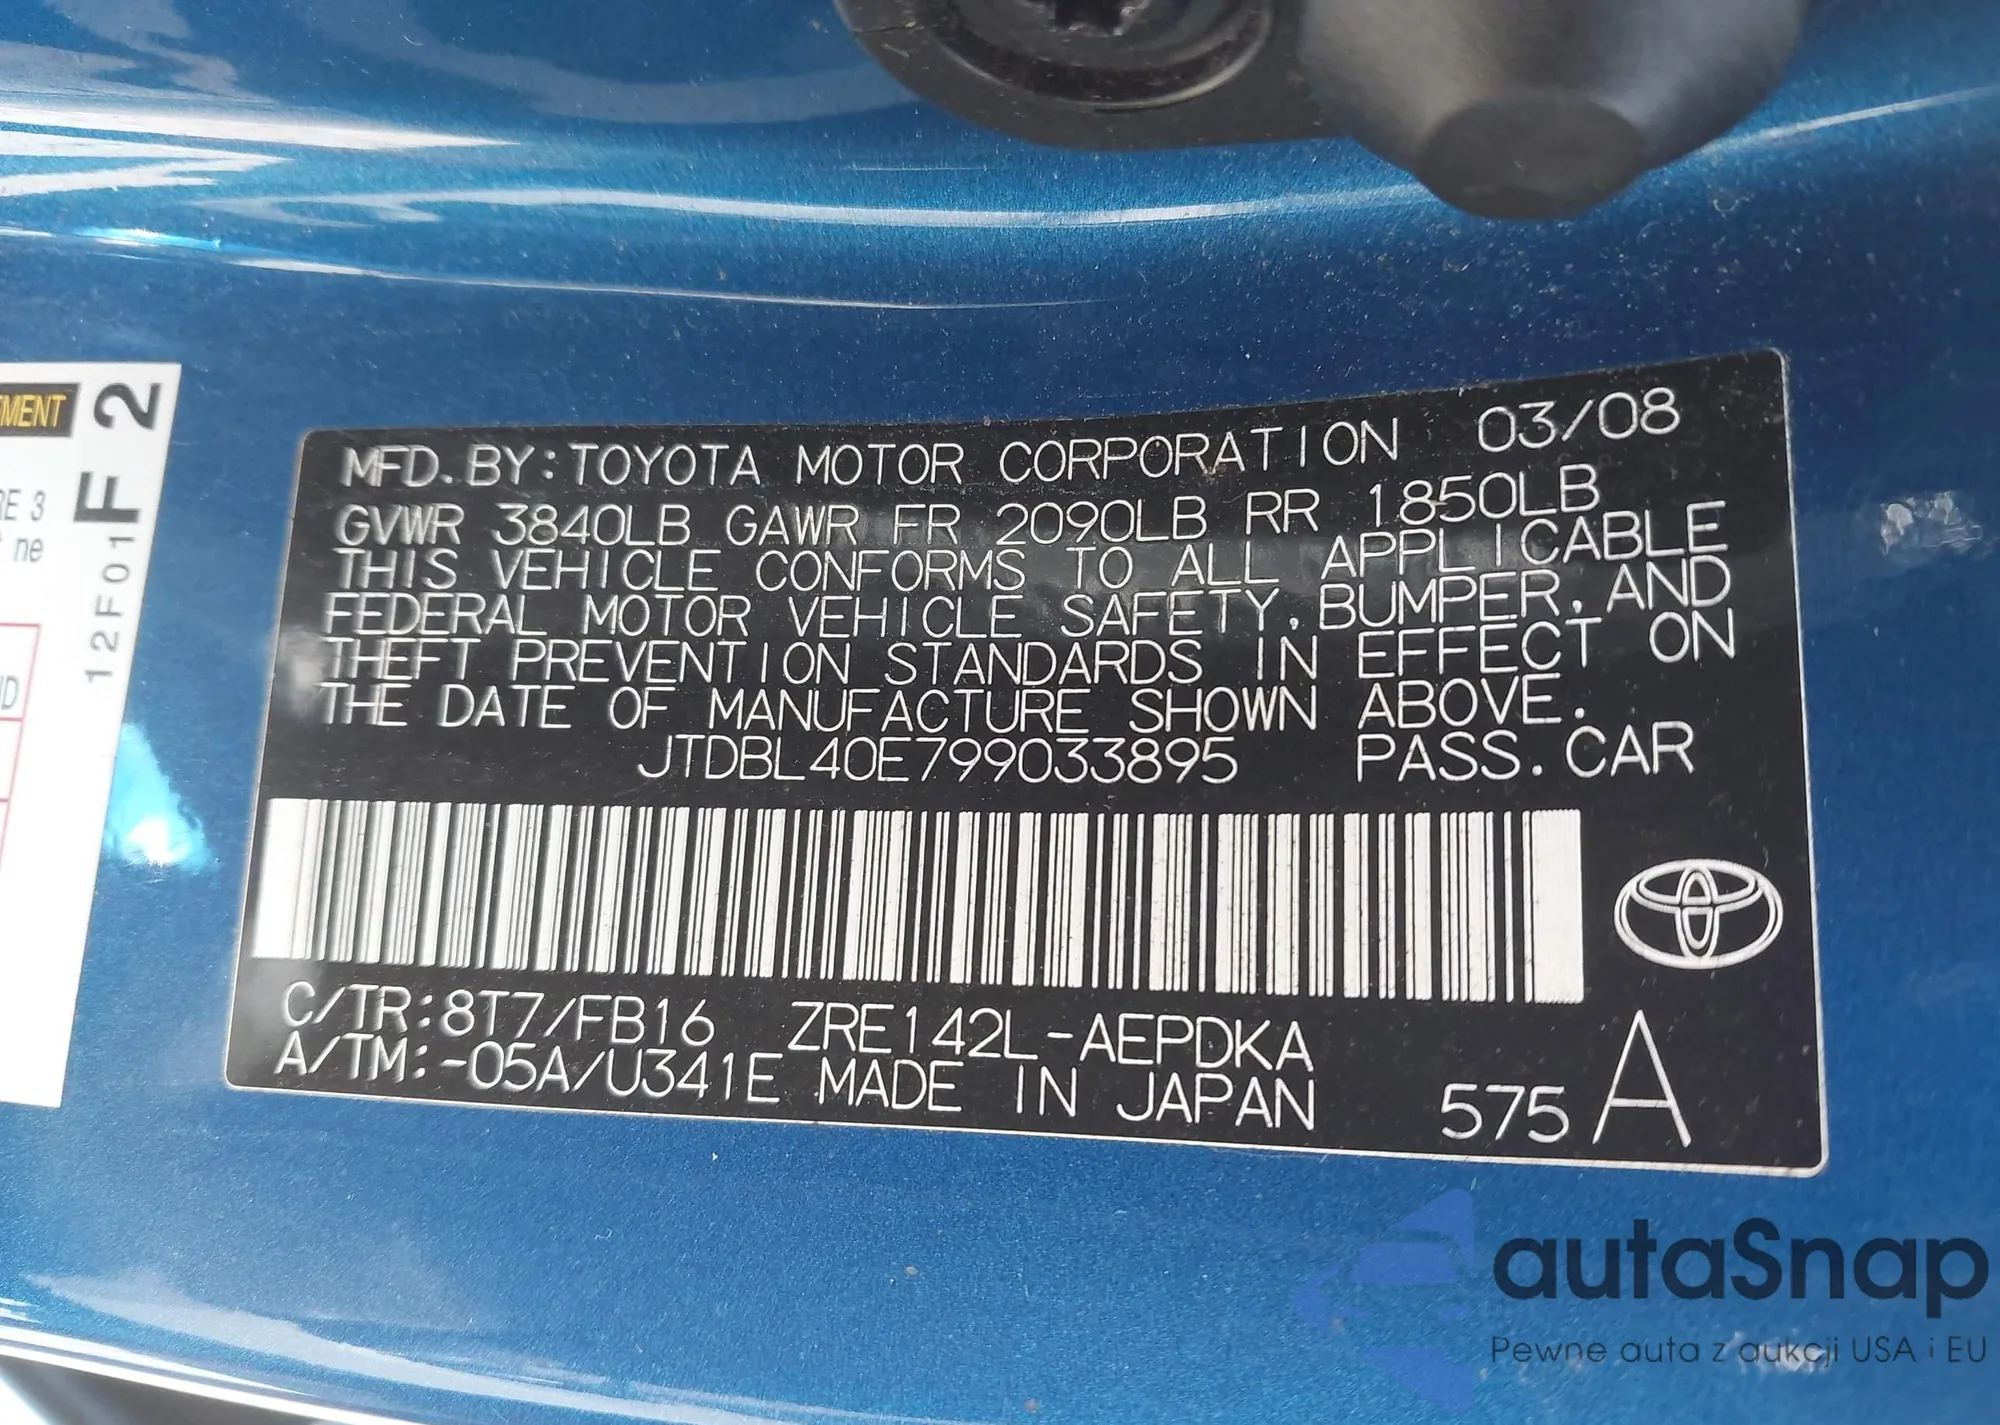 MFD. BY: TOYOTA MOTOR CORPORATION 03/08
GVWR 3840LB GAWR FR 2090LB RR 1850LB
THIS VEHICLE CONFORMS TO ALL APPLICABLE
FEDERAL MOTOR VEHICLE SAFETY, BUMPER, AND
THEFT PREVENTION STANDARDS IN EFFECT ON
THE DATE OF MANUFACTURE SHOWN ABOVE.
JTDBL40E799033895 PASS. CAR
C/TR: 8T7/FB16 ZRE142L-AEPDKA
A/TM: -05A/U341E MADE IN JAPAN 575 A
F2
12F01
RE 3
ne
autaSnap
Pewne auta z aukcji USA i EU